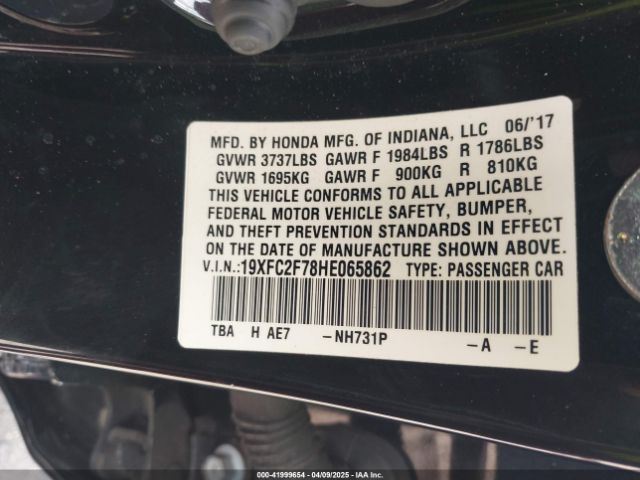 MFD. BY HONDA MFG. OF INDIANA, LLC 06/'17
GVWR 3737LBS GAWR F 1984LBS R 1786LBS
GVWR 1695KG GAWR F 900KG R 810KG
THIS VEHICLE CONFORMS TO ALL APPLICABLE
FEDERAL MOTOR VEHICLE SAFETY, BUMPER,
AND THEFT PREVENTION STANDARDS IN EFFECT
ON THE DATE OF MANUFACTURE SHOWN ABOVE.
V.I.N.:19XFC2F78HE065862 TYPE: PASSENGER CAR
TBA H AE7 -NH731P -A -E
000-41999654 04/09/2025 - IAA Inc.